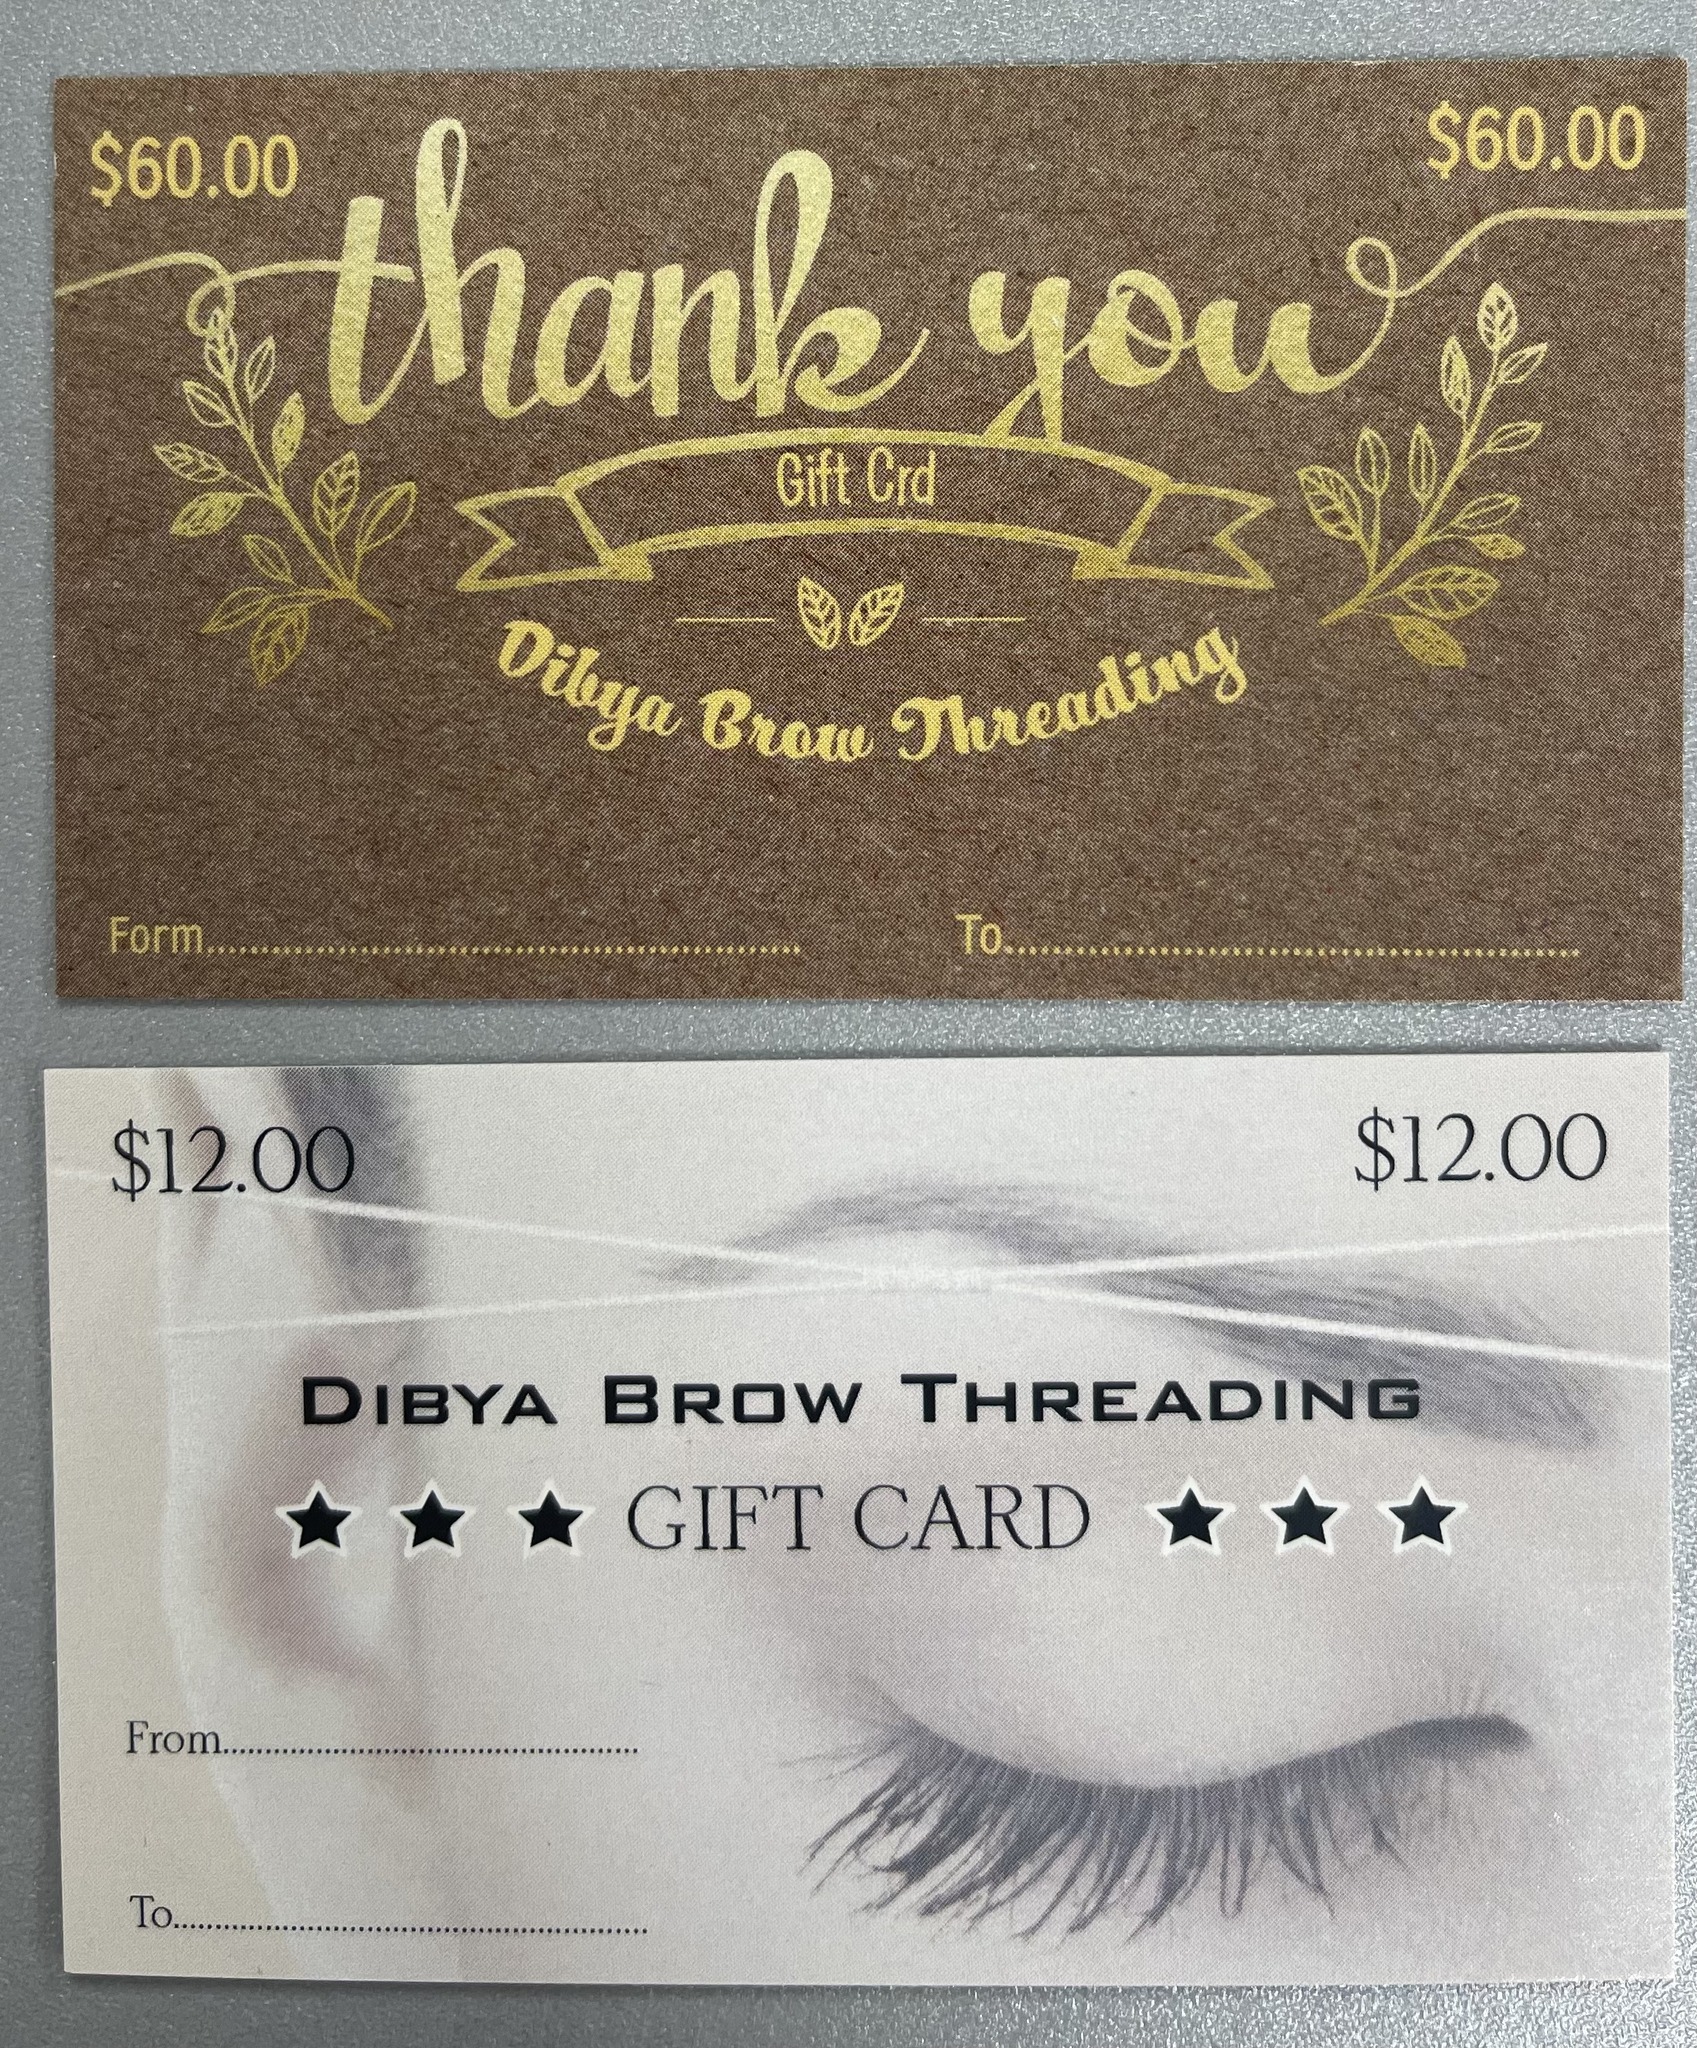 $60.00 $60.00
thank you
Gift Crd
Dibya Brow Threading
Form.......................................................... To..........................................................
$12.00 $12.00
DIBYA BROW THREADING
★ ★ ★ GIFT CARD ★ ★ ★
From..................................................
To..........................................................